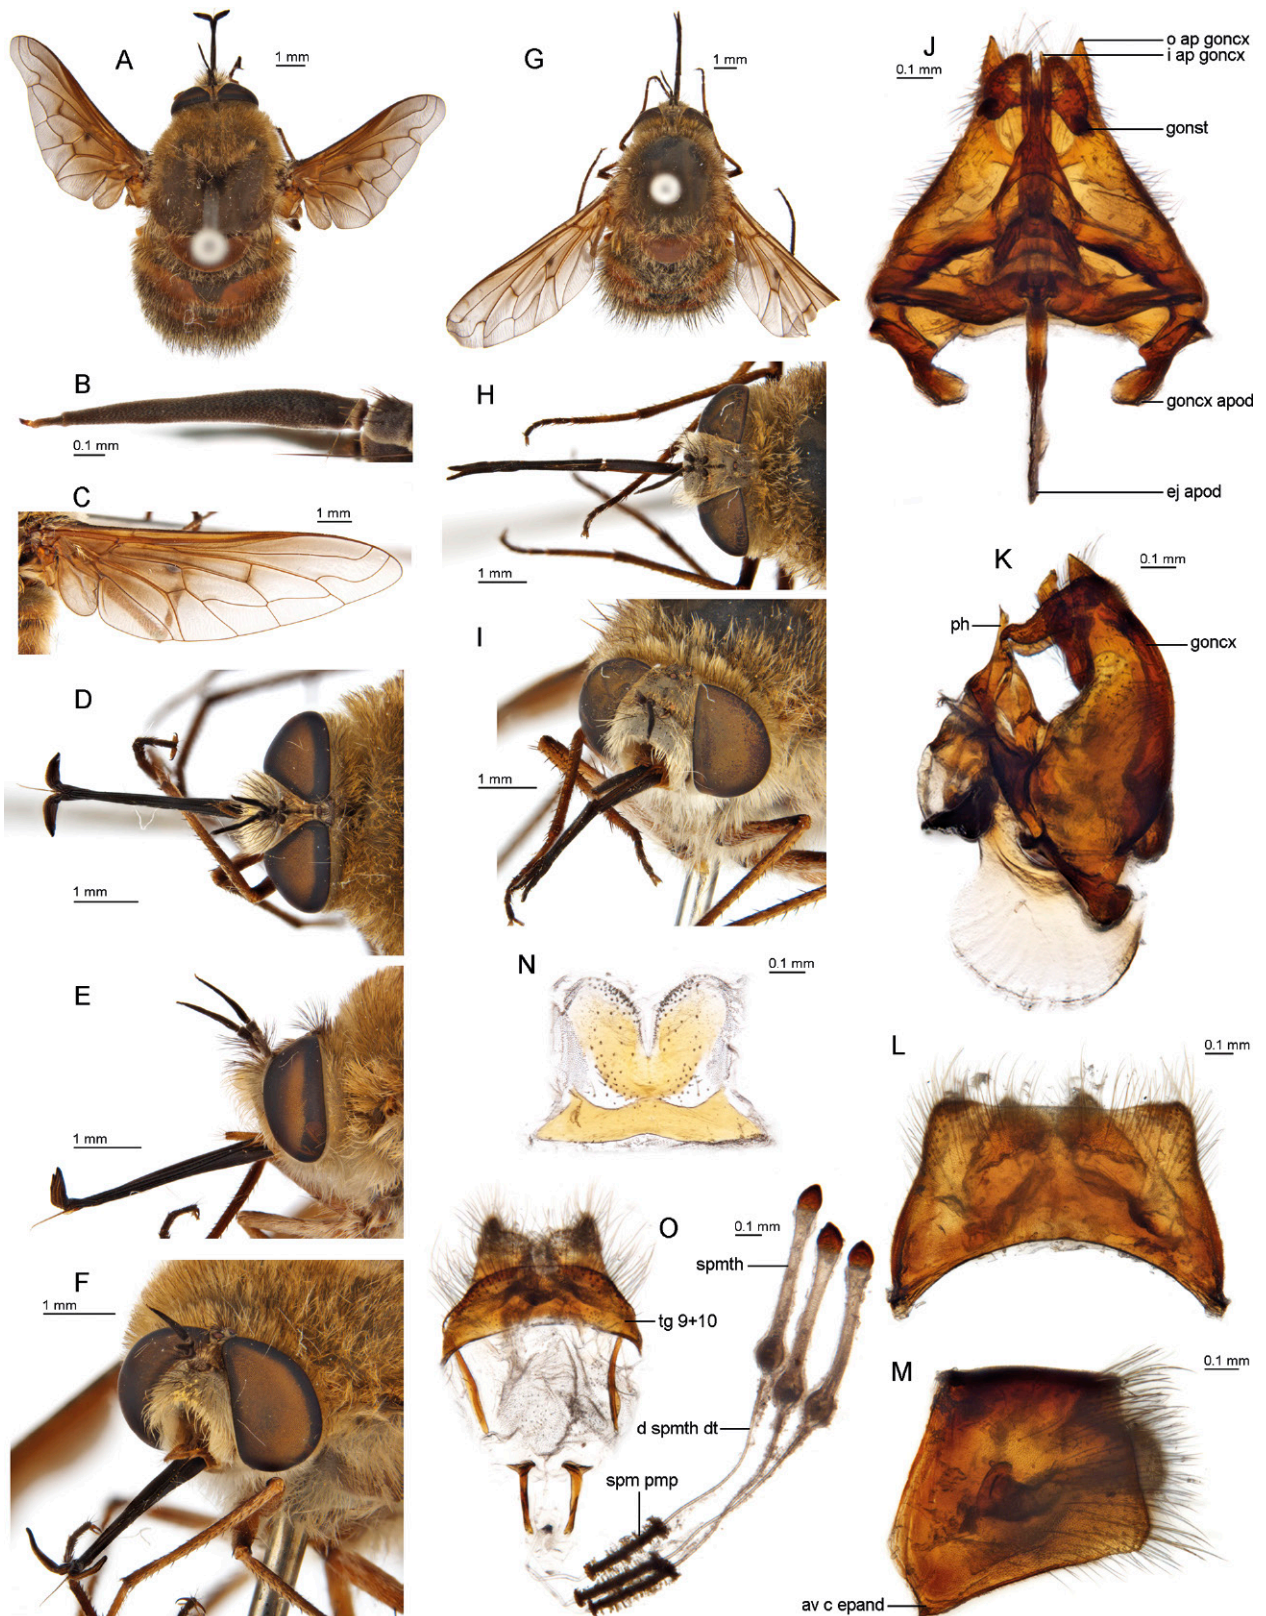 A
1 mm
G
1 mm
J
0.1 mm
o ap goncx
i ap goncx
gonst
goncx apod
ej apod
B
0.1 mm
C
1 mm
H
1 mm
K
0.1 mm
ph
goncx
D
1 mm
I
1 mm
E
1 mm
N
0.1 mm
L
0.1 mm
F
1 mm
O
0.1 mm
spmth
tg 9+10
d spmth dt
spm pmp
M
0.1 mm
av c epand